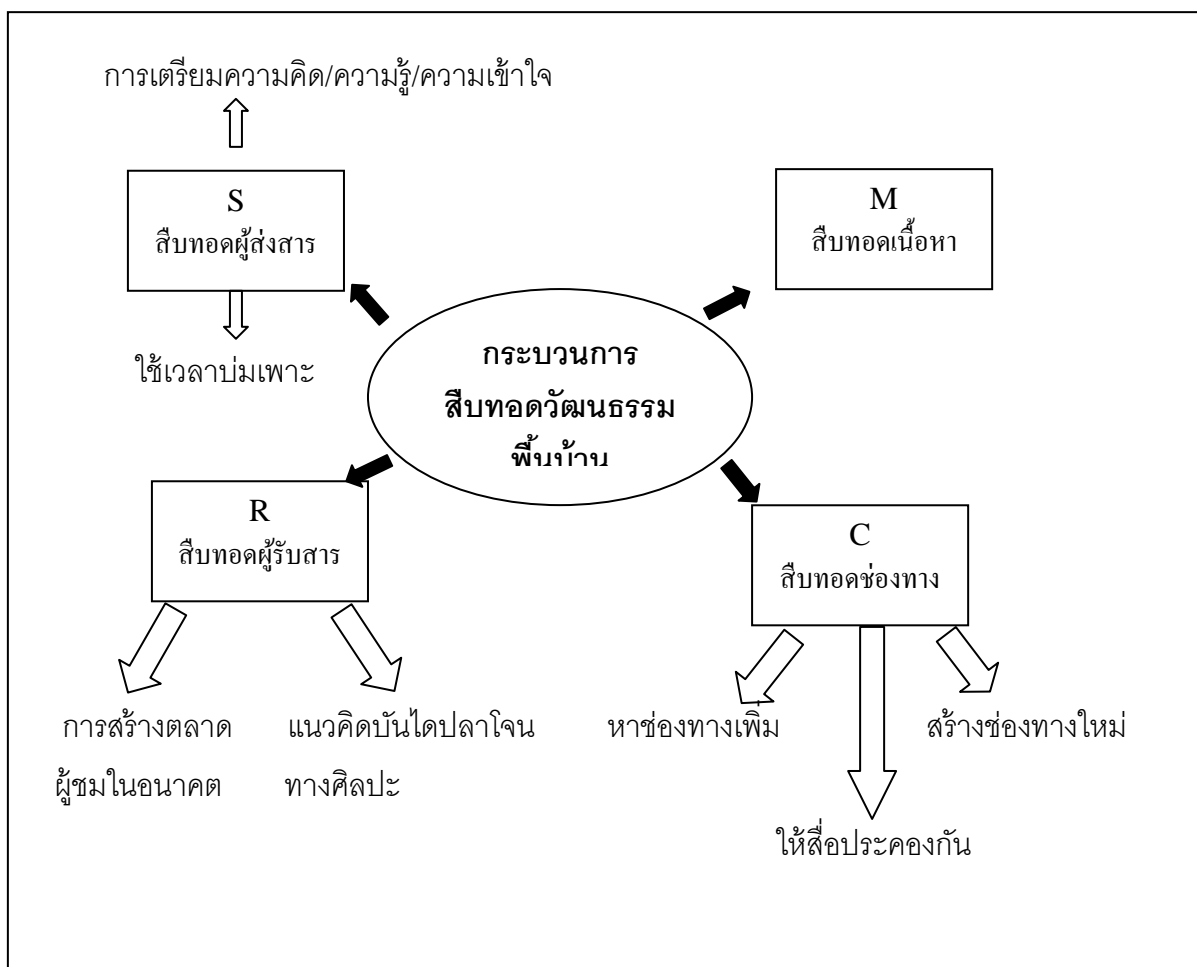 การเตรียมความคิด/ความรู้/ความเข้าใจ
S
สืบทอดผู้ส่งสาร
ใช้เวลาบ่มเพาะ
M
สืบทอดเนื้อหา
กระบวนการ
สืบทอดวัฒนธรรม
พื้นบ้าน
R
สืบทอดผู้รับสาร
การสร้างตลาด
ผู้ชมในอนาคต
แนวคิดบันไดปลาโจน
ทางศิลปะ
C
สืบทอดช่องทาง
หาช่องทางเพิ่ม
ให้สื่อประคองกัน
สร้างช่องทางใหม่